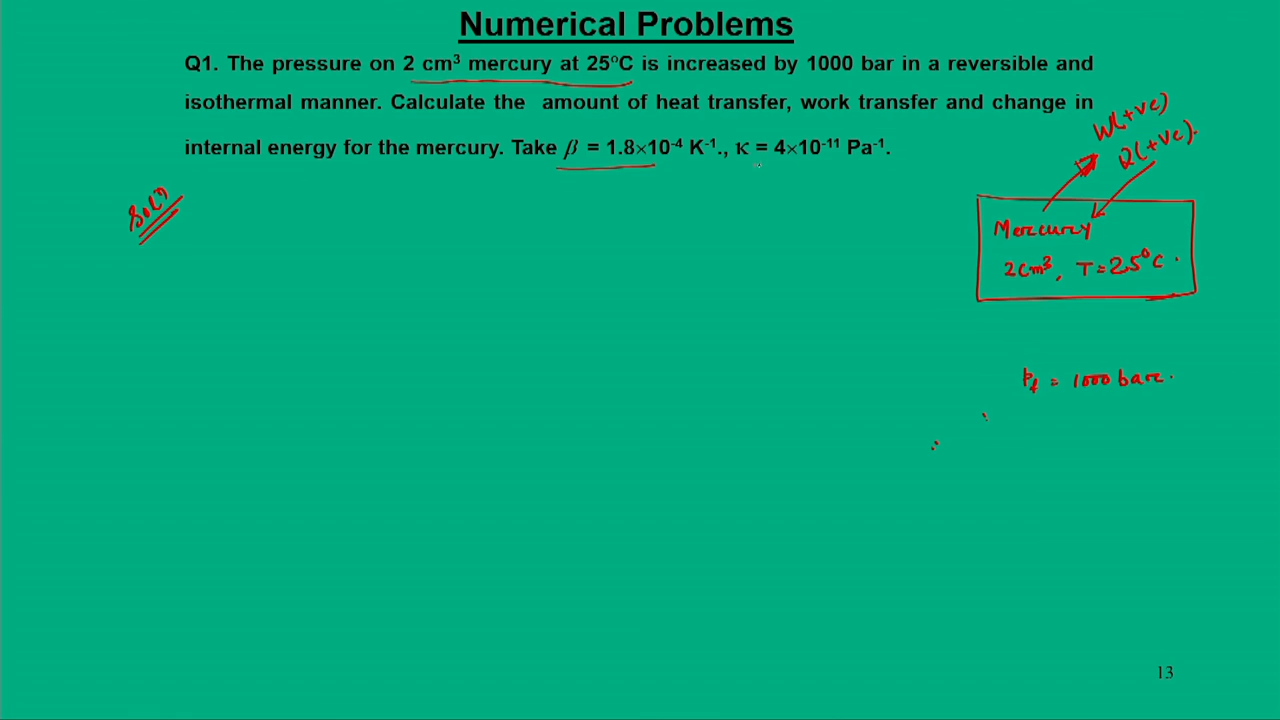 Numerical Problems
Q1. The pressure on 2 cm³ mercury at 25°C is increased by 1000 bar in a reversible and
isothermal manner. Calculate the amount of heat transfer, work transfer and change in
internal energy for the mercury. Take β = 1.8×10⁻⁴ K⁻¹., κ = 4×10⁻¹¹ Pa⁻¹.
W(+ve)
Q(+ve).
Solⁿ
Mercury
2cm³, T=25°C.
p_f = 1000 bar.
13